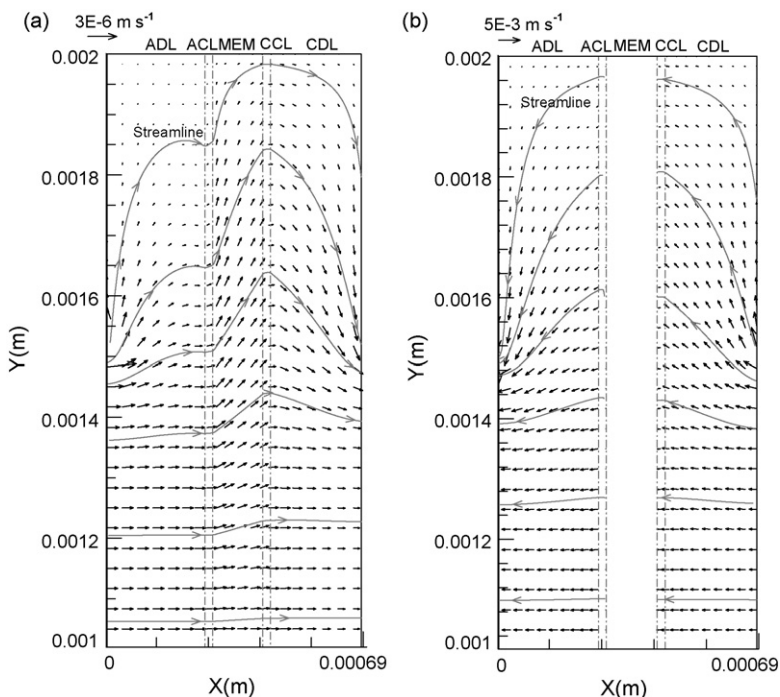 (a)
3E-6 m s⁻¹
ADL ACL MEM CCL CDL
0.002
Streamline
0.0018
0.0016
Y(m)
0.0014
0.0012
0.001
0
0.00069
X(m)
(b)
5E-3 m s⁻¹
ADL ACL MEM CCL CDL
0.002
Streamline
0.0018
0.0016
Y(m)
0.0014
0.0012
0.001
0
0.00069
X(m)